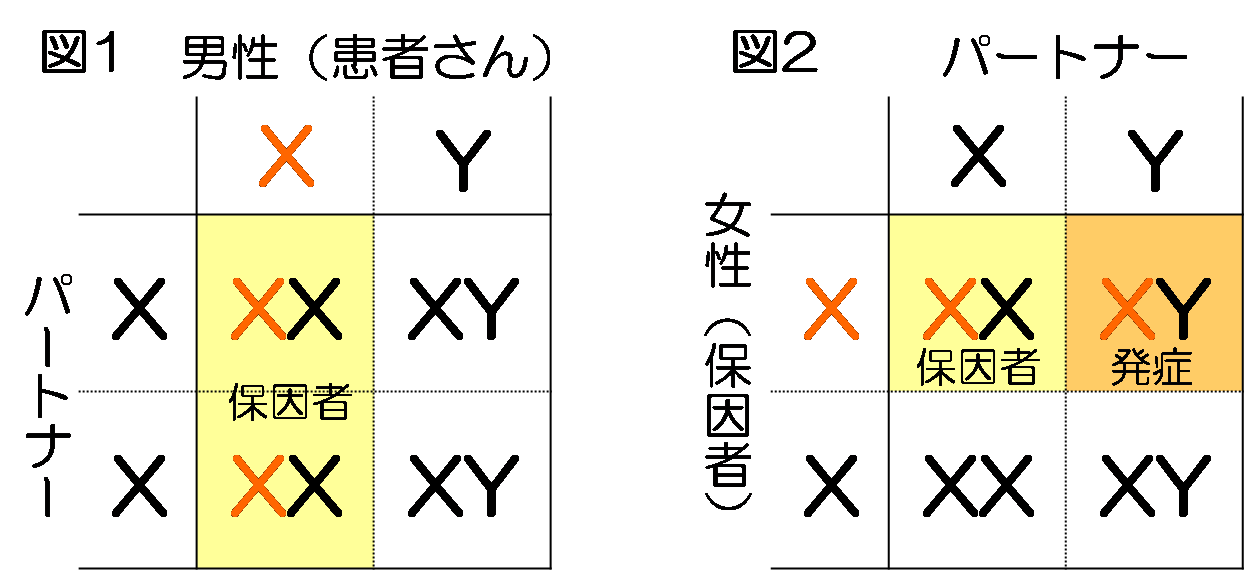 図1 男性（患者さん）
X Y
パートナー
X XX XY
保因者
X XX XY
図2 パートナー
X Y
女性（保因者）
X XX XY
保因者 発症
X XX XY